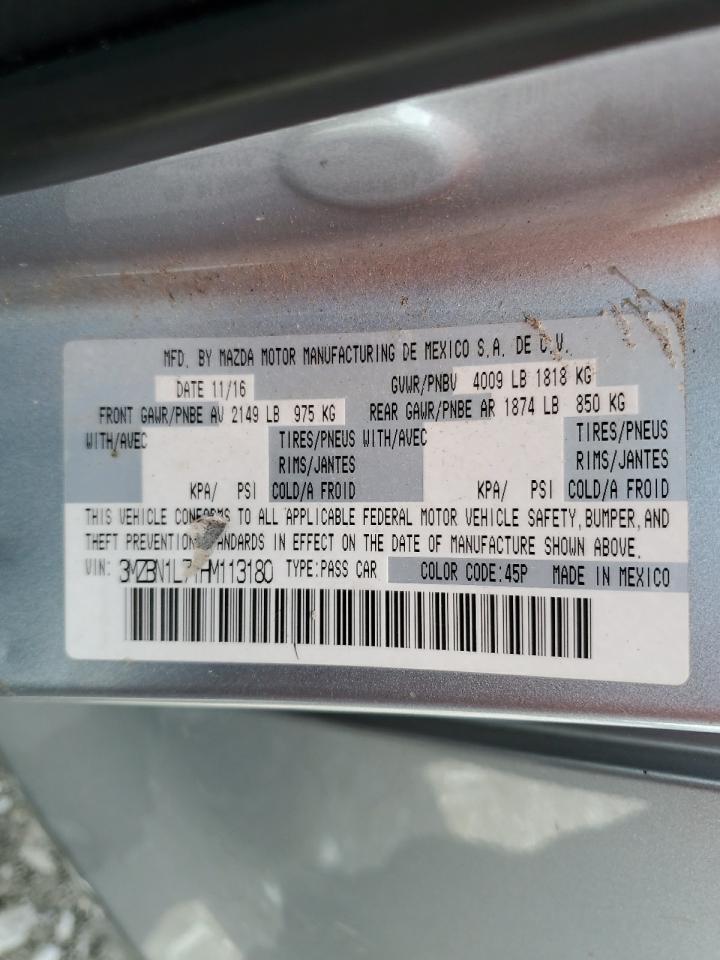 MFD. BY MAZDA MOTOR MANUFACTURING DE MEXICO S.A. DE C.V.
DATE 11/16 GVWR/PNBV 4009 LB 1818 KG
FRONT GAWR/PNBE AV 2149 LB 975 KG REAR GAWR/PNBE AR 1874 LB 850 KG
WITH/AVEC TIRES/PNEUS WITH/AVEC TIRES/PNEUS
RIMS/JANTES RIMS/JANTES
KPA/ PSI COLD/A FROID KPA/ PSI COLD/A FROID
THIS VEHICLE CONFORMS TO ALL APPLICABLE FEDERAL MOTOR VEHICLE SAFETY, BUMPER, AND
THEFT PREVENTION STANDARDS IN EFFECT ON THE DATE OF MANUFACTURE SHOWN ABOVE.
VIN: TYPE:PASS CAR COLOR CODE:45P MADE IN MEXICO